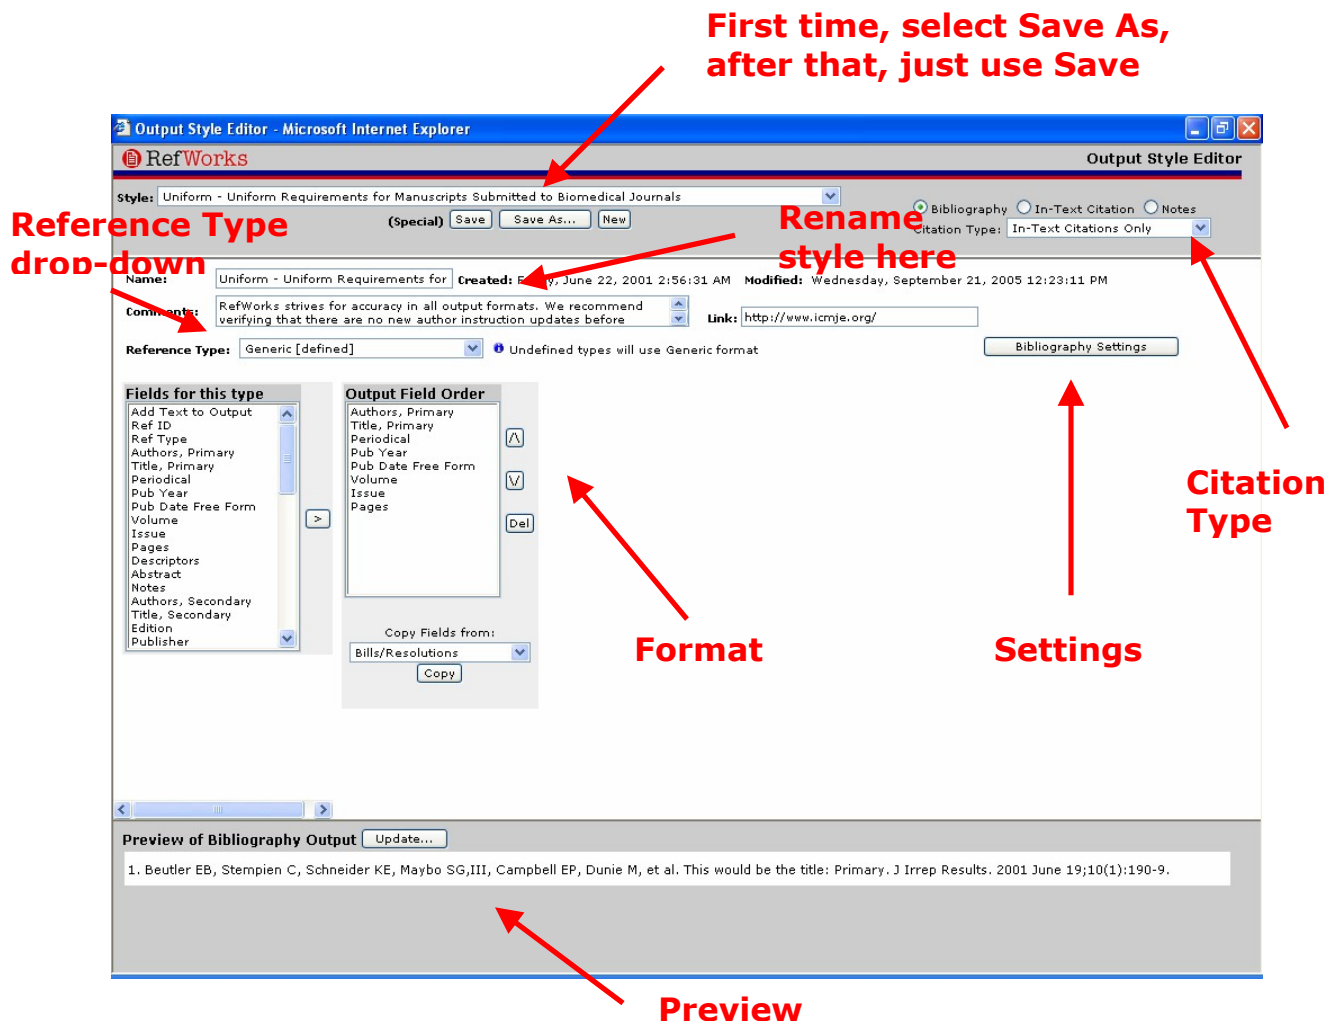 First time, select Save As,
after that, just use Save
Output Style Editor - Microsoft Internet Explorer
RefWorks
Output Style Editor
Style: Uniform - Uniform Requirements for Manuscripts Submitted to Biomedical Journals
(Special) Save Save As... New
Bibliography In-Text Citation Notes
Citation Type: In-Text Citations Only
Reference Type
drop-down
Rename
style here
Name: Uniform - Uniform Requirements for Created: June 22, 2001 2:56:31 AM Modified: Wednesday, September 21, 2005 12:23:11 PM
Comments: RefWorks strives for accuracy in all output formats. We recommend
verifying that there are no new author instruction updates before
Link: http://www.icmje.org/
Reference Type: Generic [defined] Undefined types will use Generic format
Bibliography Settings
Fields for this type
Add Text to Output
Ref ID
Ref Type
Authors, Primary
Title, Primary
Periodical
Pub Year
Pub Date Free Form
Volume
Issue
Pages
Descriptors
Abstract
Notes
Authors, Secondary
Title, Secondary
Edition
Publisher
>
Output Field Order
Authors, Primary
Title, Primary
Periodical
Pub Year
Pub Date Free Form
Volume
Issue
Pages
/\
\/
Del
Copy Fields from:
Bills/Resolutions
Copy
Citation
Type
Format
Settings
Preview of Bibliography Output Update...
1. Beutler EB, Stempien C, Schneider KE, Maybo SG,III, Campbell EP, Dunie M, et al. This would be the title: Primary. J Irrep Results. 2001 June 19;10(1):190-9.
Preview